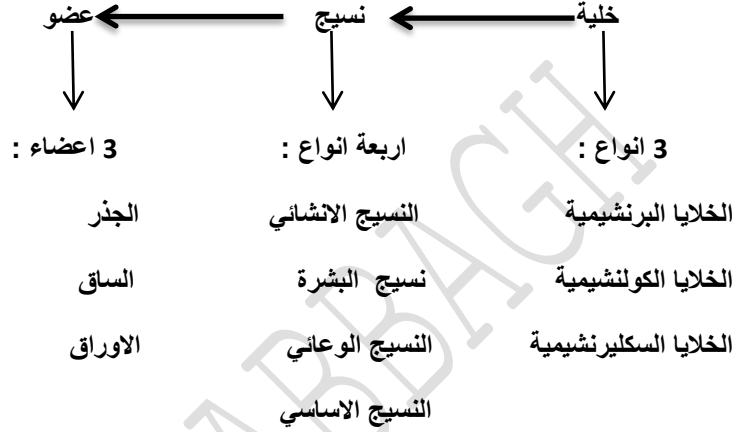 خلية نسيج عضو
3 انواع : اربعة انواع : 3 اعضاء :
الخلايا البرنشيمية النسيج الانشائي الجذر
الخلايا الكولنشيمية نسيج البشرة الساق
الخلايا السكليرنشيمية النسيج الوعائي الاوراق
النسيج الاساسي